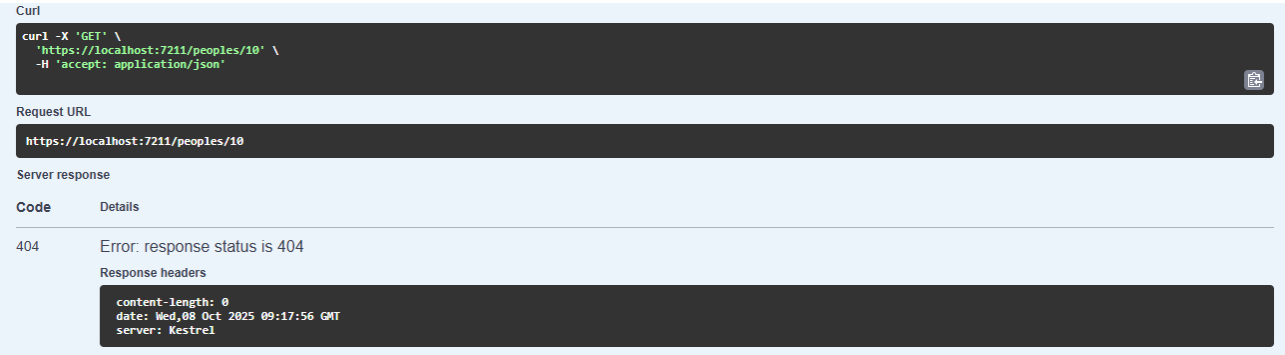 Curl
curl -X 'GET' \
'https://localhost:7211/peoples/10' \
-H 'accept: application/json'
Request URL
https://localhost:7211/peoples/10
Server response
Code Details
404 Error: response status is 404
Response headers
content-length: 0
date: Wed,08 Oct 2025 09:17:56 GMT
server: Kestrel